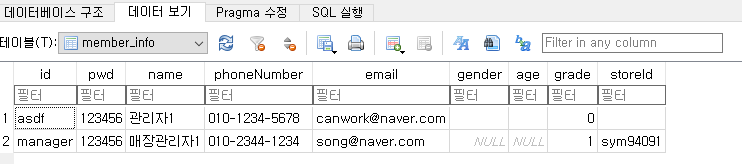 데이터베이스 구조 데이터 보기 Pragma 수정 SQL 실행
테이블(T): member_info Filter in any column
id pwd name phoneNumber email gender age grade storeId
필터 필터 필터 필터 필터 필터 필터 필터 필터
1 asdf 123456 관리자1 010-1234-5678 canwork@naver.com 0
2 manager 123456 매장관리자1 010-2344-1234 song@naver.com NULL NULL 1 sym94091